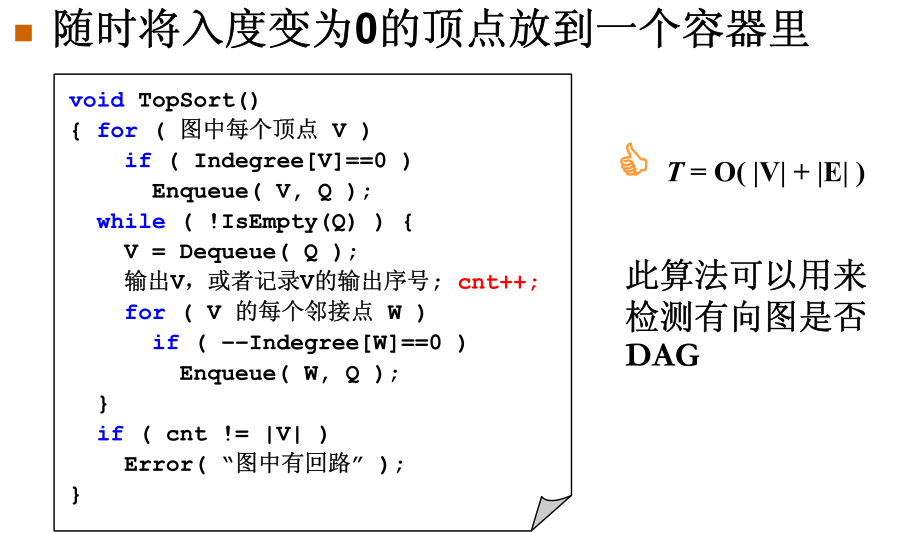 随时将入度变为0的顶点放到一个容器里
void TopSort()
{ for ( 图中每个顶点 V )
if ( Indegree[V]==0 )
Enqueue( V, Q );
while ( !IsEmpty(Q) ) {
V = Dequeue( Q );
输出V，或者记录V的输出序号; cnt++;
for ( V 的每个邻接点 W )
if ( --Indegree[W]==0 )
Enqueue( W, Q );
}
if ( cnt != |V| )
Error( “图中有回路” );
}
T = O( |V| + |E| )
此算法可以用来
检测有向图是否
DAG